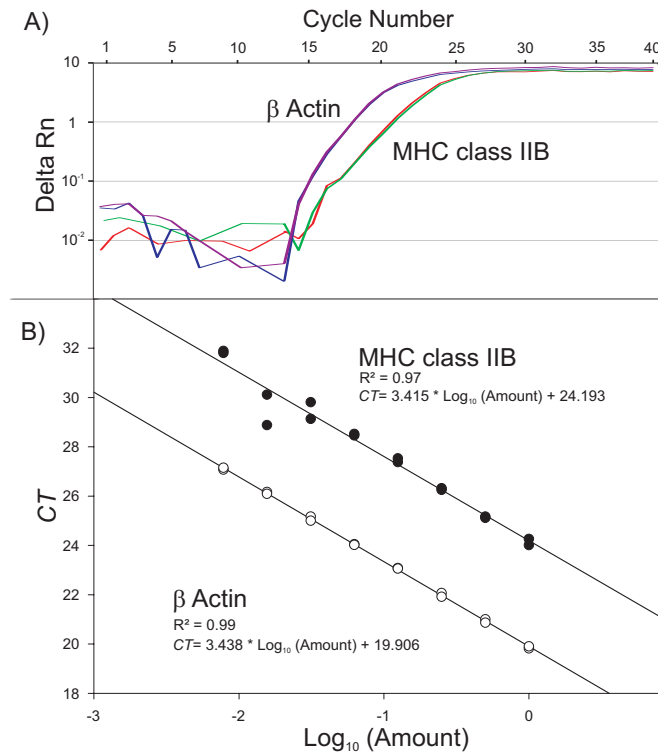 A)
Cycle Number
1 5 10 15 20 25 30 35 40
10
1
10⁻¹
10⁻²
Delta Rn
β Actin
MHC class IIB
B)
32
30
28
26
24
22
20
18
CT
MHC class IIB
R² = 0.97
CT= 3.415 * Log₁₀ (Amount) + 24.193
β Actin
R² = 0.99
CT= 3.438 * Log₁₀ (Amount) + 19.906
-3 -2 -1 0
Log₁₀ (Amount)